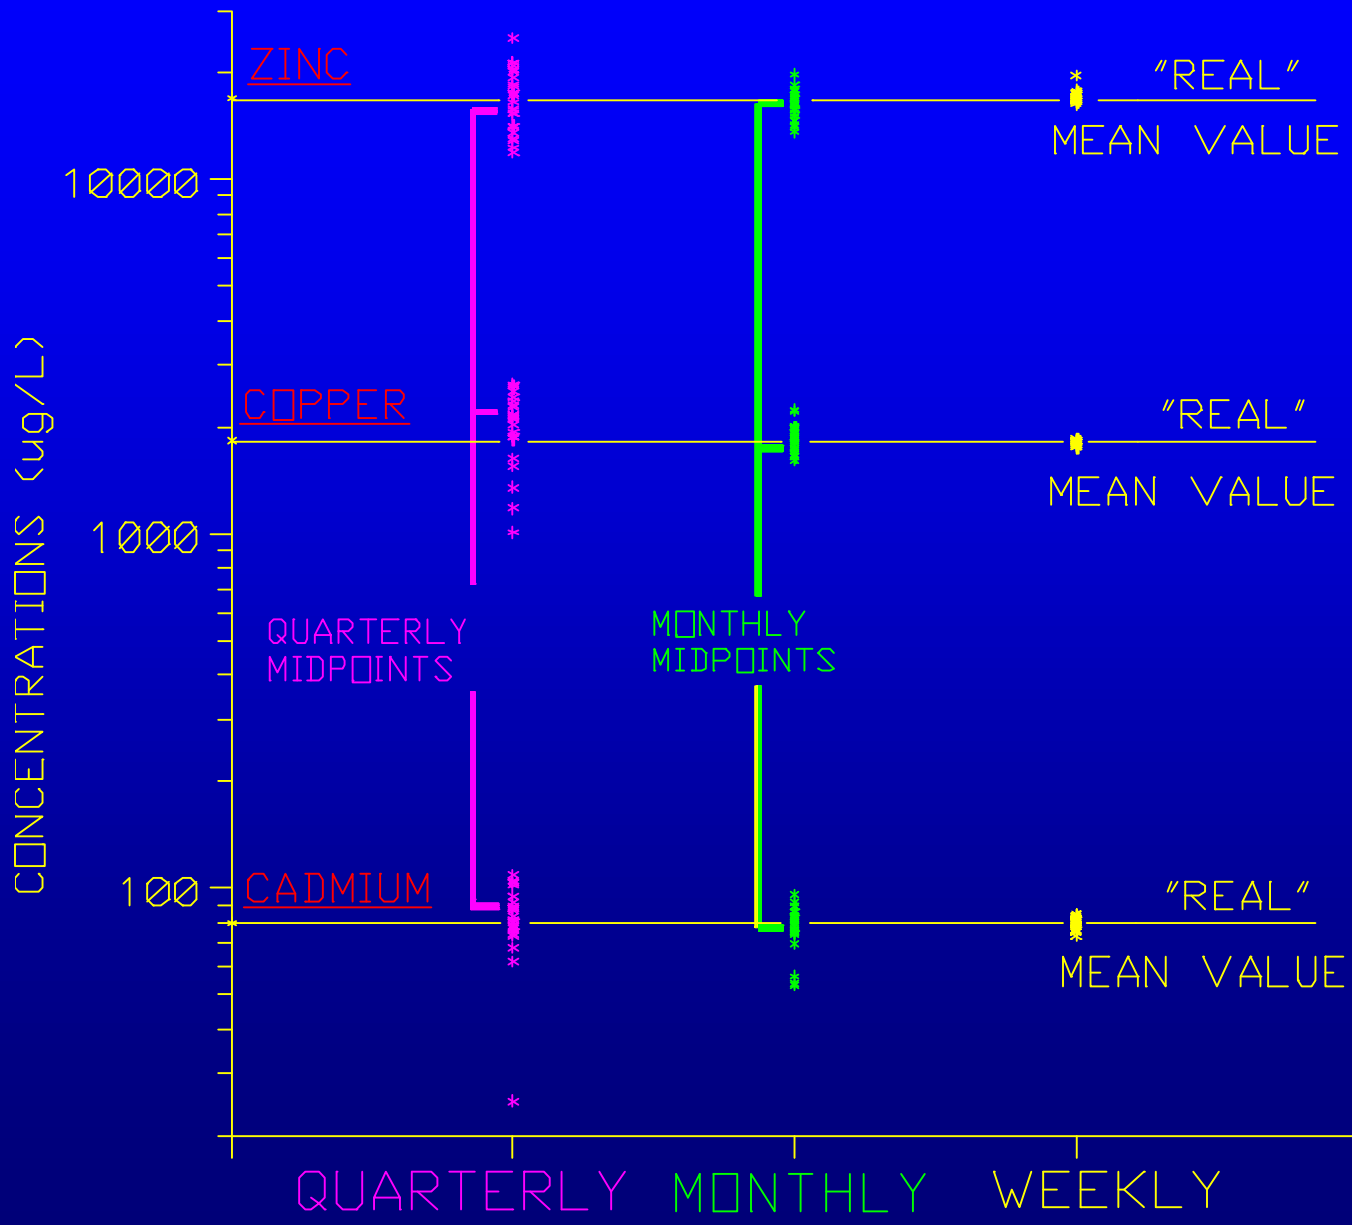 ZINC
"REAL"
MEAN VALUE
10000
COPPER
"REAL"
MEAN VALUE
1000
CONCENTRATIONS (ug/L)
QUARTERLY
MIDPOINTS
MONTHLY
MIDPOINTS
100
CADMIUM
"REAL"
MEAN VALUE
QUARTERLY
MONTHLY
WEEKLY